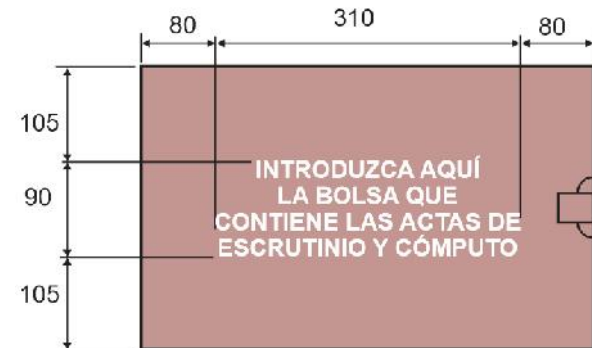 80 310 80
105
90
105
INTRODUZCA AQUÍ
LA BOLSA QUE
CONTIENE LAS ACTAS DE
ESCRUTINIO Y CÓMPUTO